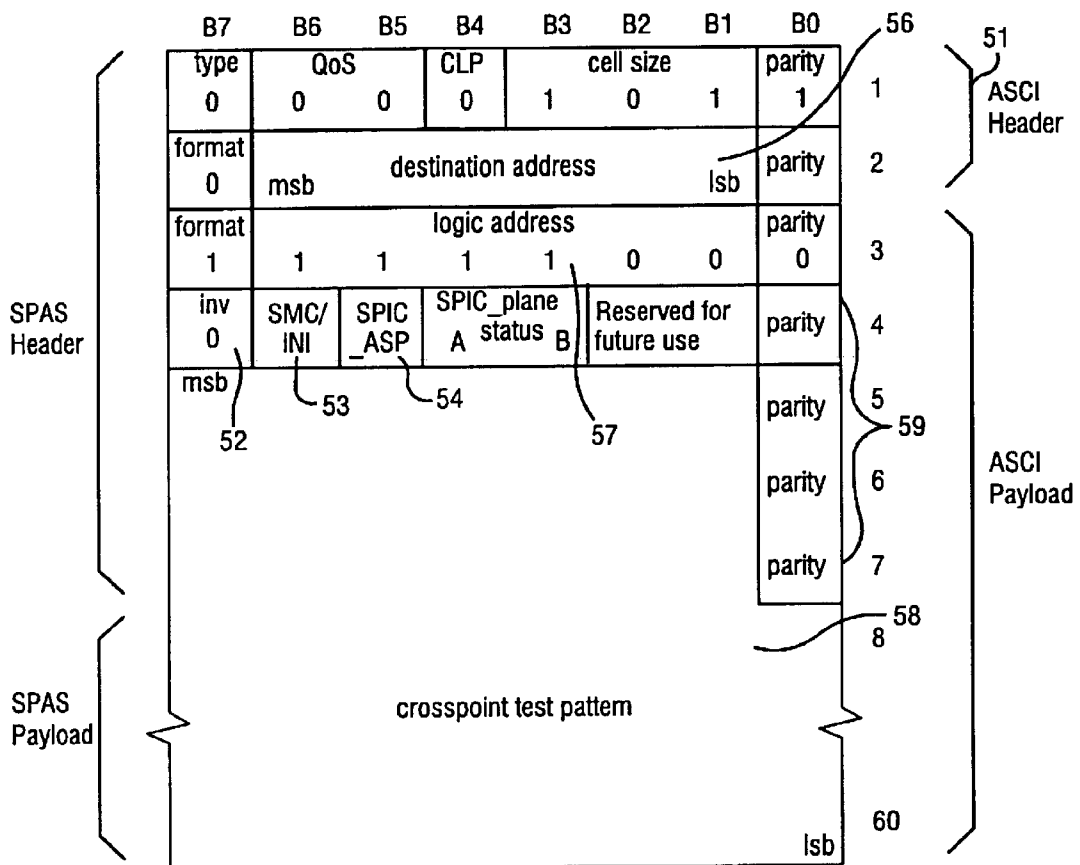 B7 B6 B5 B4 B3 B2 B1 B0 56
type QoS CLP cell size parity 51
0 0 0 0 1 0 1 1 1 ASCI Header
format destination address parity 2
0 msb lsb
format logic address parity
1 1 1 1 1 0 0 0 3
SPAS Header
inv SMC/ INI SPIC _ASP SPIC_plane status A B Reserved for future use parity 4
0
msb 53 54 5
52 57 parity 59
parity 6 ASCI Payload
parity 7
58
8
SPAS Payload
crosspoint test pattern
60
lsb